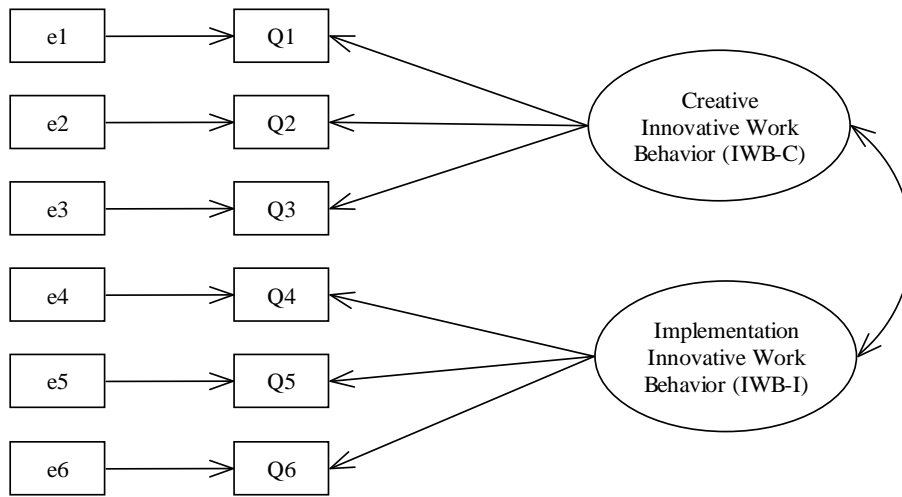 e1
Q1
e2
Q2
Creative
Innovative Work
Behavior (IWB-C)
e3
Q3
e4
Q4
Implementation
Innovative Work
Behavior (IWB-I)
e5
Q5
e6
Q6